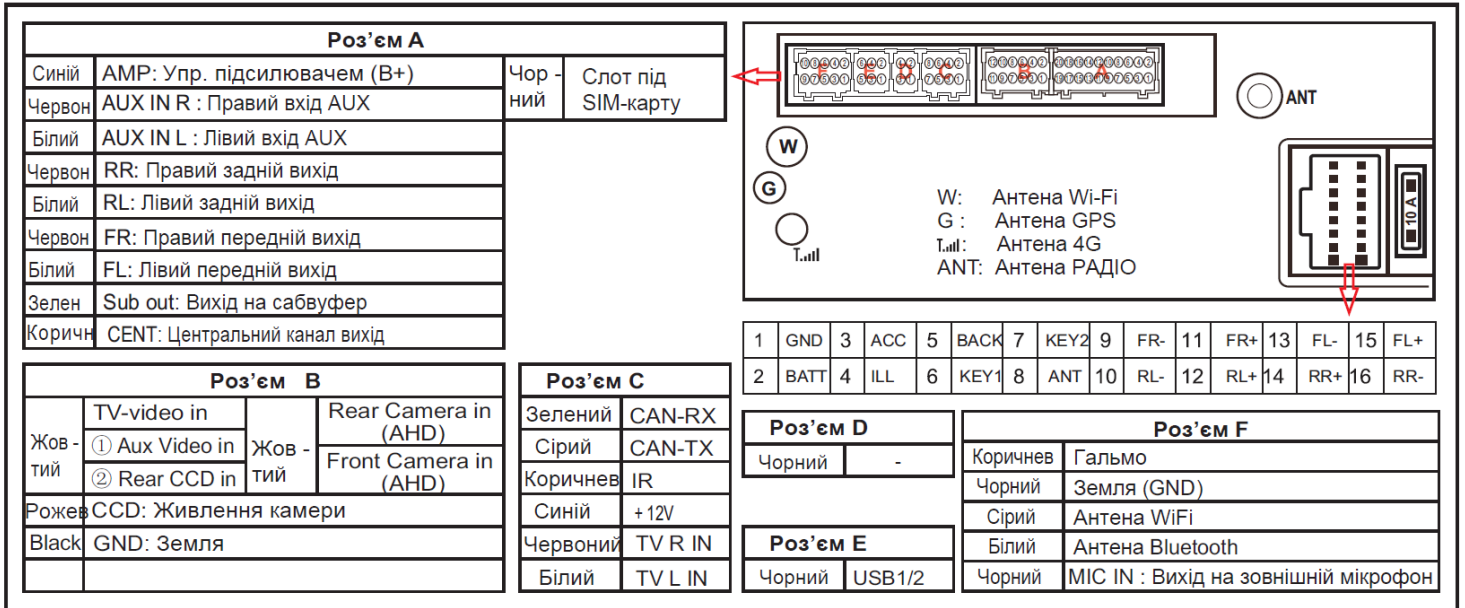 Роз’єм А
Синій AMP: Упр. підсилювачем (B+)
Червон AUX IN R : Правий вхід AUX
Білий AUX IN L : Лівий вхід AUX
Червон RR: Правий задній вихід
Білий RL: Лівий задній вихід
Червон FR: Правий передній вихід
Білий FL: Лівий передній вихід
Зелен Sub out: Вихід на сабвуфер
Коричн CENT: Центральний канал вихід
Чор -
ний
Слот під
SIM-карту
F E D C B A
ANT
W
G
T
10 A
W: Антена Wi-Fi
G : Антена GPS
T: Антена 4G
ANT: Антена РАДІО
1 GND 3 ACC 5 BACK 7 KEY2 9 FR- 11 FR+ 13 FL- 15 FL+
2 BATT 4 ILL 6 KEY1 8 ANT 10 RL- 12 RL+ 14 RR+ 16 RR-
Роз’єм В
Жов -
тий
TV-video in
① Aux Video in
② Rear CCD in
Жов -
тий
Rear Camera in
(AHD)
Front Camera in
(AHD)
Рожев CCD: Живлення камери
Black GND: Земля
Роз’єм С
Зелений CAN-RX
Сірий CAN-TX
Коричнев IR
Синій + 12V
Червоний TV R IN
Білий TV L IN
Роз’єм D
Чорний -
Роз’єм E
Чорний USB1/2
Роз’єм F
Коричнев Гальмо
Чорний Земля (GND)
Сірий Антена WiFi
Білий Антена Bluetooth
Чорний MIC IN : Вихід на зовнішній мікрофон